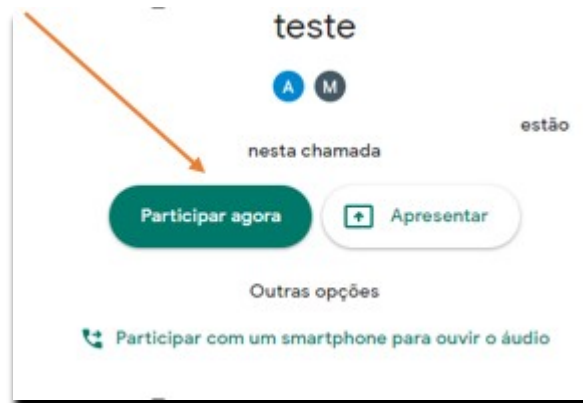 teste
A M
estão
nesta chamada
Participar agora Apresentar
Outras opções
Participar com um smartphone para ouvir o áudio